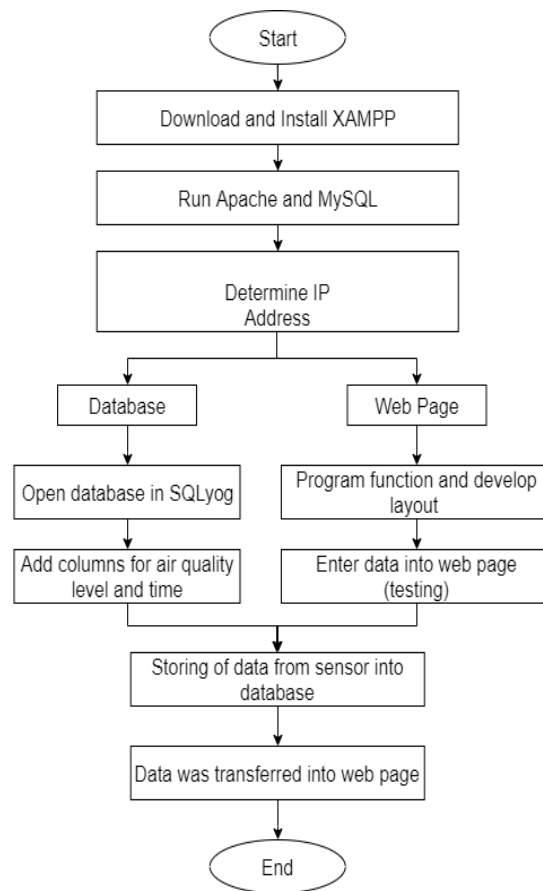 Start
Download and Install XAMPP
Run Apache and MySQL
Determine IP
Address
Database
Web Page
Open database in SQLyog
Program function and develop
layout
Add columns for air quality
level and time
Enter data into web page
(testing)
Storing of data from sensor into
database
Data was transferred into web page
End